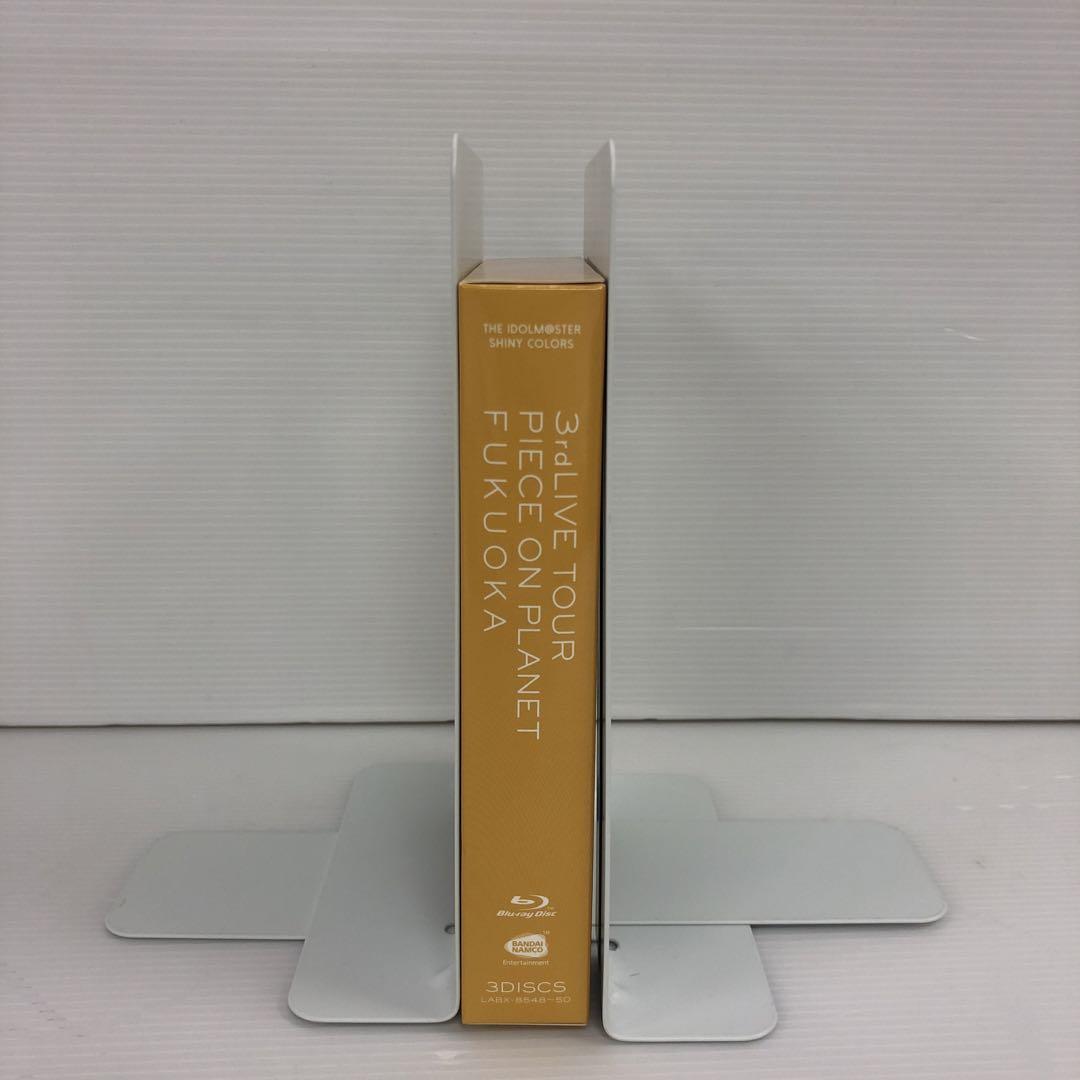 THE IDOLM@STER
SHINY COLORS
3rdLIVE TOUR
PIECE ON PLANET
FUKUOKA
Blu-ray Disc
TM
BANDAI
NAMCO
Entertainment
3DISCS
LABX-8548~50